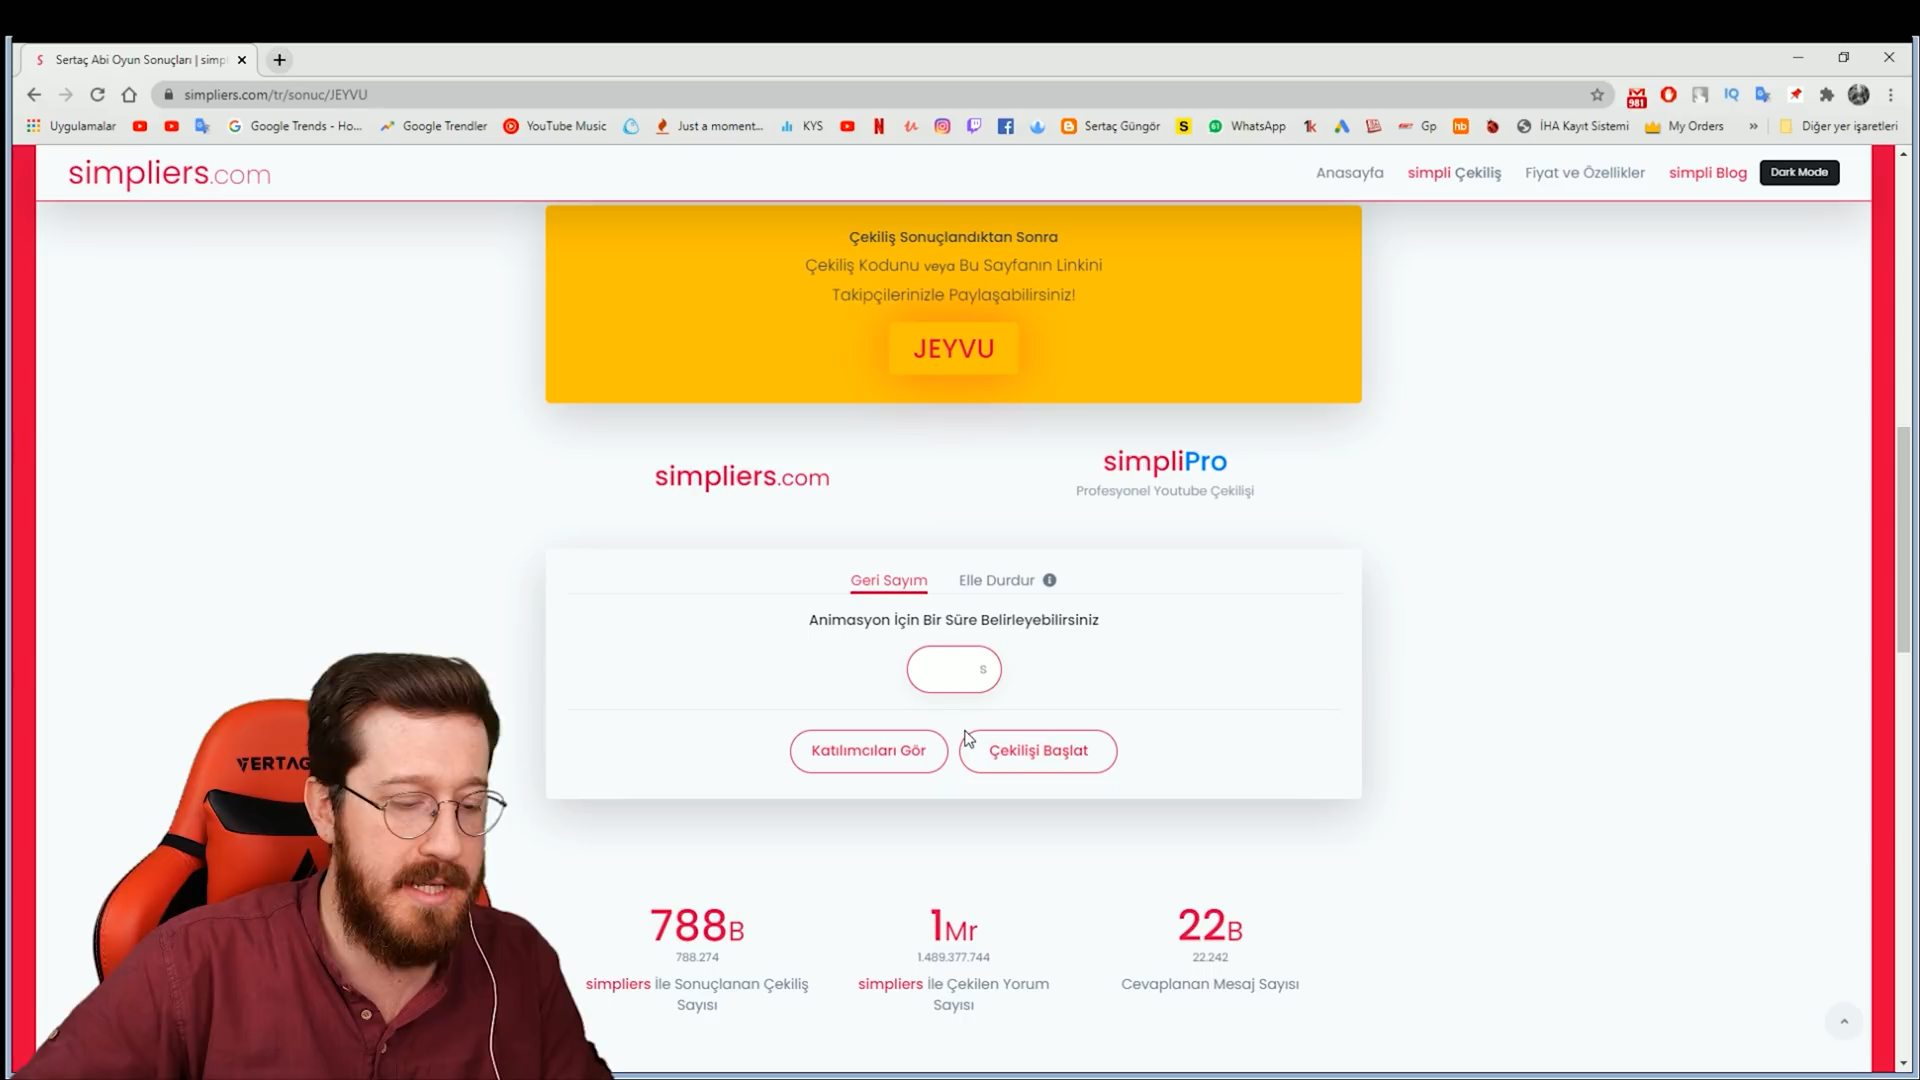 Sertaç Abi Oyun Sonuçları | simp
simpliers.com/tr/sonuc/JEYVU
981
Uygulamalar
Google Trends - Ho...
Google Trendler
YouTube Music
Just a moment...
KYS
Sertaç Güngör
WhatsApp
Gp
İHA Kayıt Sistemi
My Orders
»
Diğer yer işaretleri
simpliers.com
Anasayfa
simpli Çekiliş
Fiyat ve Özellikler
simpli Blog
Dark Mode
Çekiliş Sonuçlandıktan Sonra
Çekiliş Kodunu veya Bu Sayfanın Linkini
Takipçilerinizle Paylaşabilirsiniz!
JEYVU
simpliers.com
simpliPro
Profesyonel Youtube Çekilişi
Geri Sayım
Elle Durdur
Animasyon İçin Bir Süre Belirleyebilirsiniz
s
Katılımcıları Gör
Çekilişi Başlat
VERTAG
788B
788.274
simpliers İle Sonuçlanan Çekiliş
Sayısı
1Mr
1.489.377.744
simpliers İle Çekilen Yorum
Sayısı
22B
22.242
Cevaplanan Mesaj Sayısı